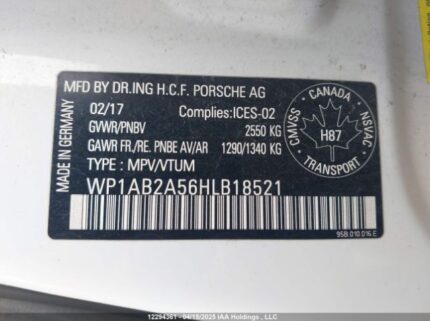 MFD BY DR.ING H.C.F. PORSCHE AG
02/17 Complies:ICES-02
GVWR/PNBV 2550 KG
GAWR FR./RE. PNBE AV/AR 1290/1340 KG
TYPE : MPV/VTUM
WP1AB2A56HLB18521
MADE IN GERMANY
CANADA
CMVSS
NSVAC
H87
TRANSPORT
95B.010.016.E
12294361 - 04/15/2025 IAA Holdings, LLC.